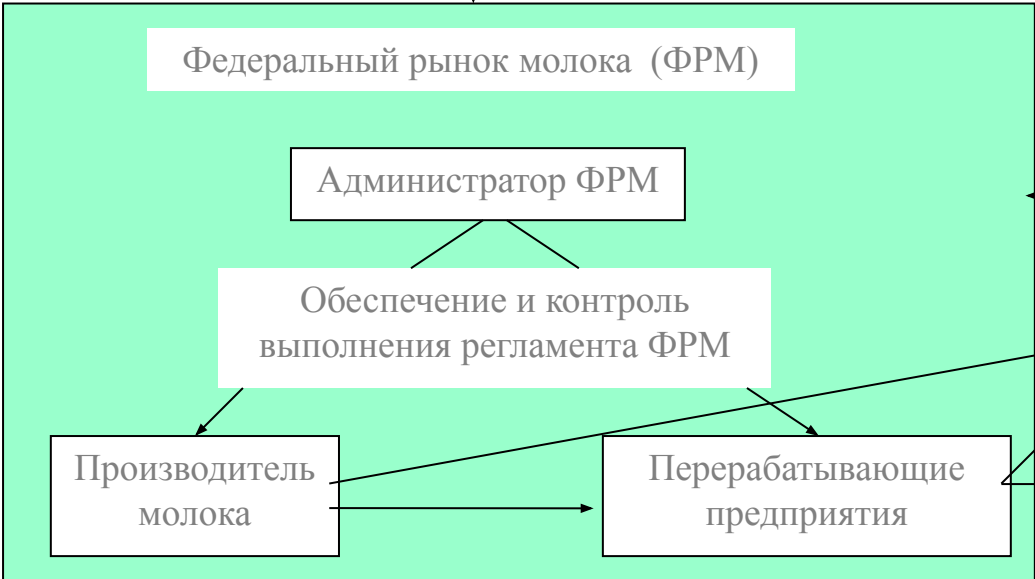 Федеральный рынок молока (ФРМ)
Администратор ФРМ
Обеспечение и контроль
выполнения регламента ФРМ
Производитель
молока
Перерабатывающие
предприятия